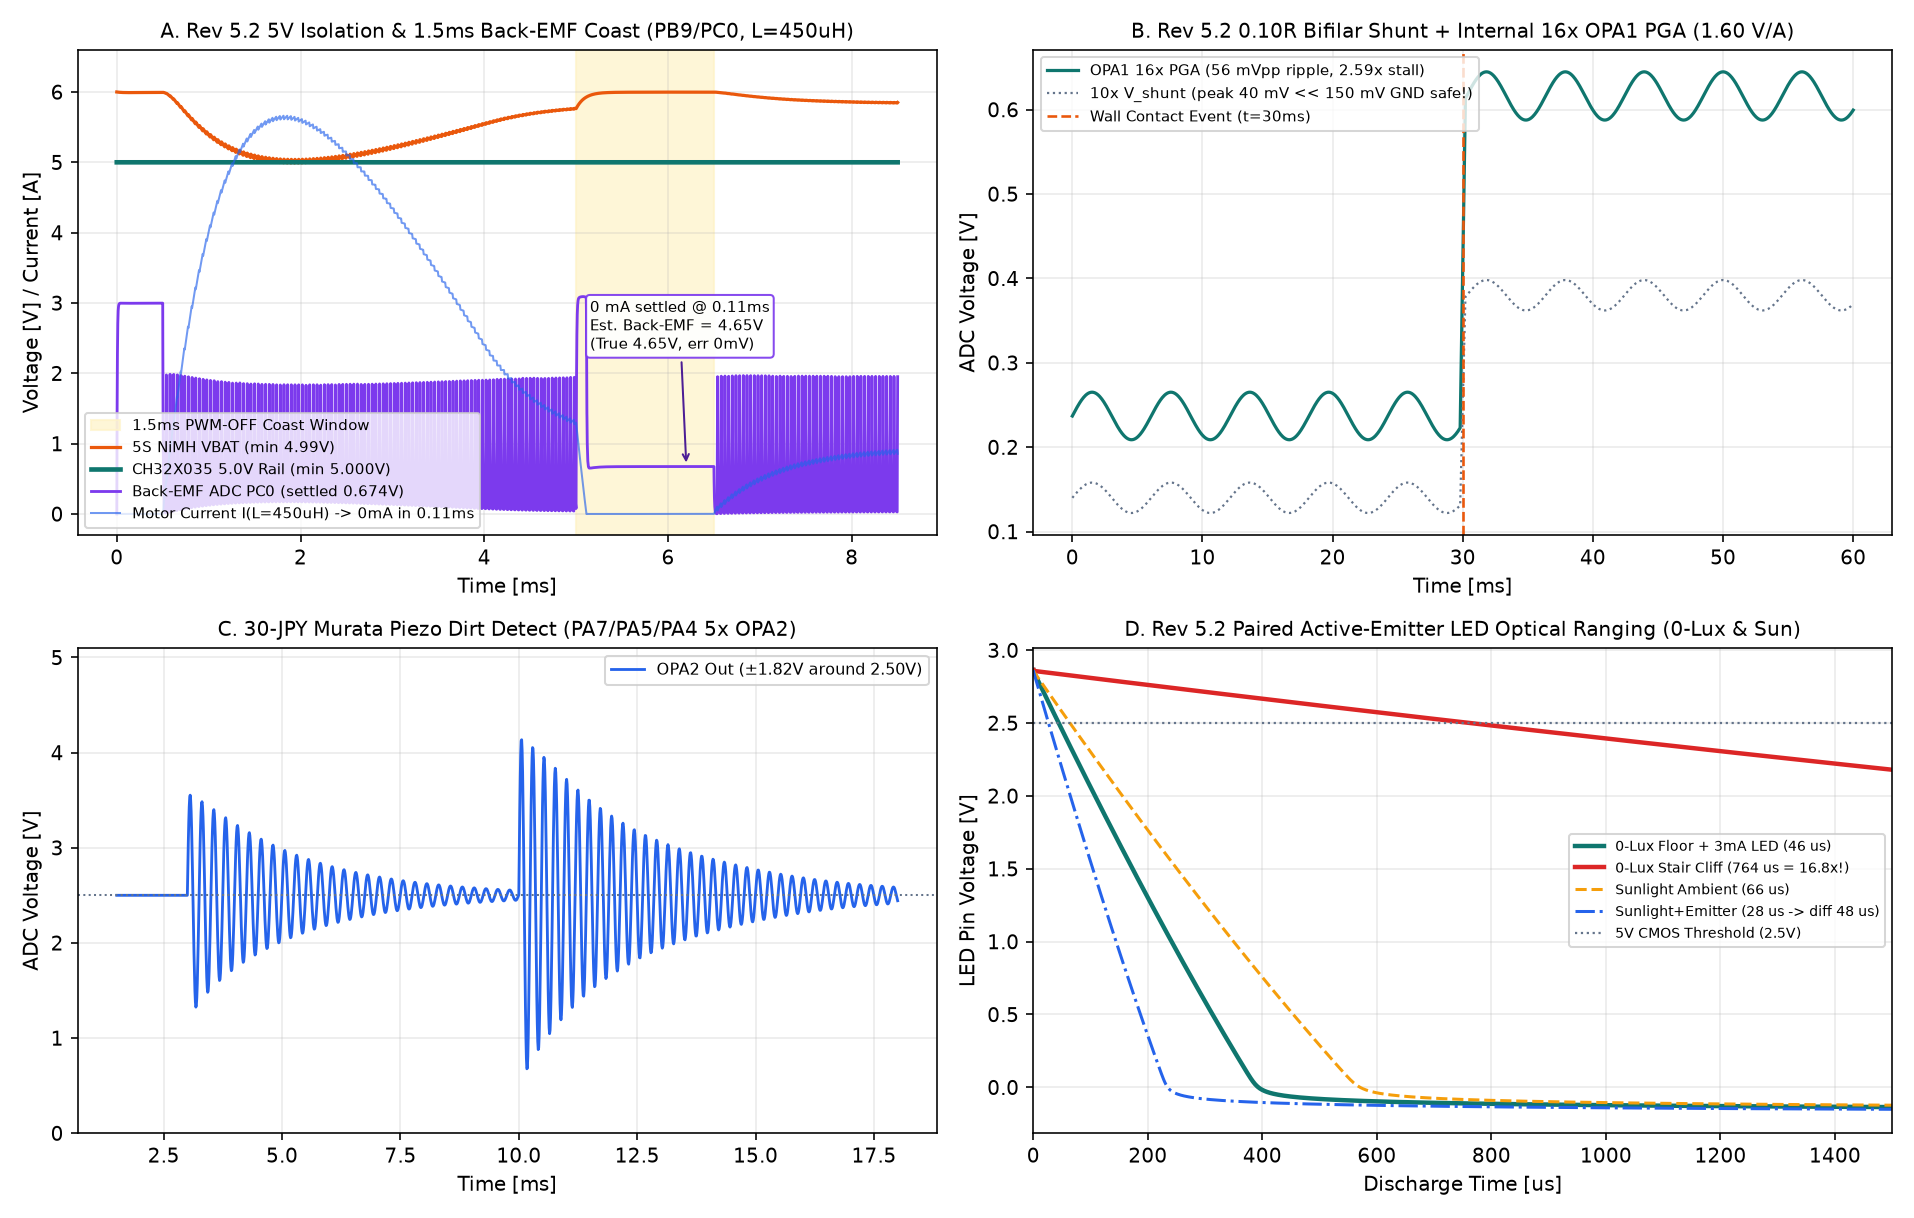 A. Rev 5.2 5V Isolation & 1.5ms Back-EMF Coast (PB9/PC0, L=450uH)
Voltage [V] / Current [A]
6
5
4
3
2
1
0
0 mA settled @ 0.11ms
Est. Back-EMF = 4.65V
(True 4.65V, err 0mV)
1.5ms PWM-OFF Coast Window
5S NiMH VBAT (min 4.99V)
CH32X035 5.0V Rail (min 5.000V)
Back-EMF ADC PC0 (settled 0.674V)
Motor Current I(L=450uH) -> 0mA in 0.11ms
0 2 4 6 8
Time [ms]
B. Rev 5.2 0.10R Bifilar Shunt + Internal 16x OPA1 PGA (1.60 V/A)
OPA1 16x PGA (56 mVpp ripple, 2.59x stall)
10x V_shunt (peak 40 mV << 150 mV GND safe!)
Wall Contact Event (t=30ms)
ADC Voltage [V]
0.6
0.5
0.4
0.3
0.2
0.1
0 10 20 30 40 50 60
Time [ms]
C. 30-JPY Murata Piezo Dirt Detect (PA7/PA5/PA4 5x OPA2)
OPA2 Out (±1.82V around 2.50V)
ADC Voltage [V]
5
4
3
2
1
0
2.5 5.0 7.5 10.0 12.5 15.0 17.5
Time [ms]
D. Rev 5.2 Paired Active-Emitter LED Optical Ranging (0-Lux & Sun)
LED Pin Voltage [V]
3.0
2.5
2.0
1.5
1.0
0.5
0.0
0-Lux Floor + 3mA LED (46 us)
0-Lux Stair Cliff (764 us = 16.8x!)
Sunlight Ambient (66 us)
Sunlight+Emitter (28 us -> diff 48 us)
5V CMOS Threshold (2.5V)
0 200 400 600 800 1000 1200 1400
Discharge Time [us]